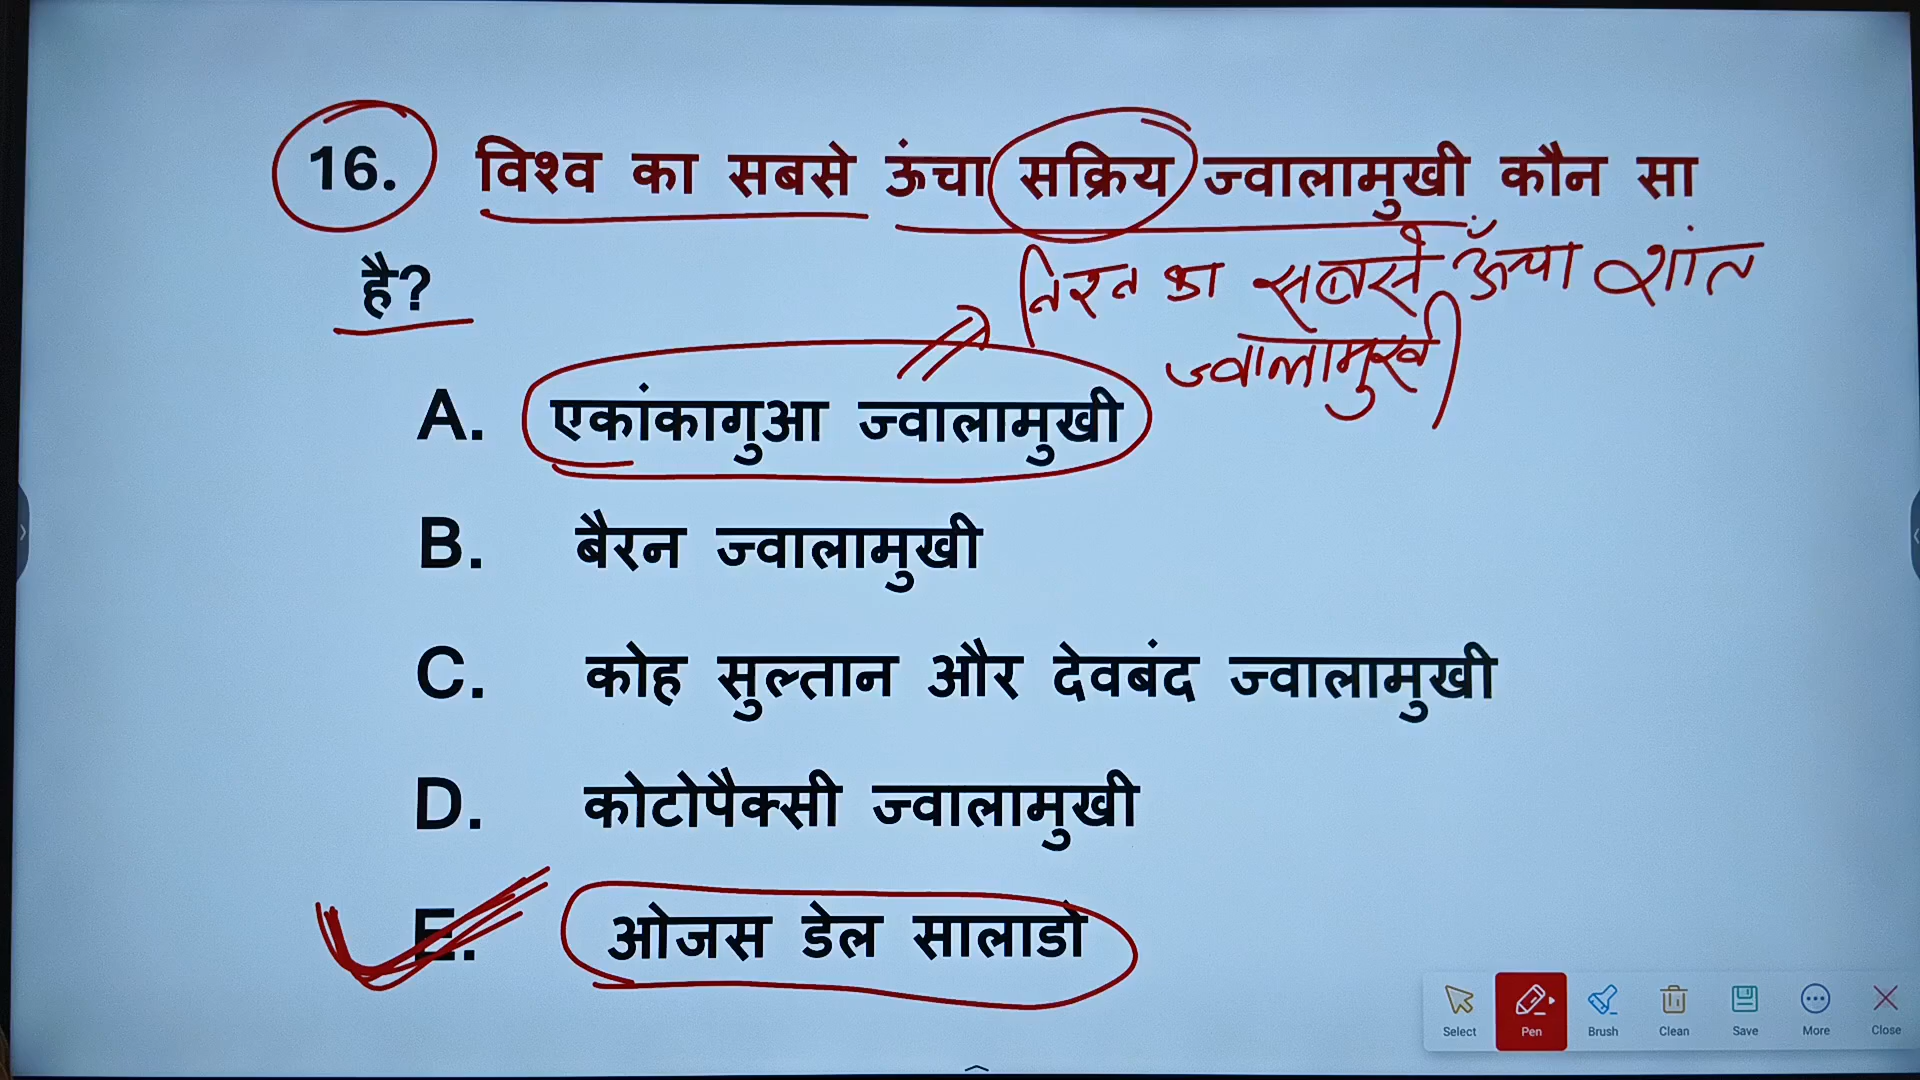 16. विश्व का सबसे ऊंचा सक्रिय ज्वालामुखी कौन सा
है?
का सबसे ऊँचा शांत
ज्वालामुखी
A. एकांकागुआ ज्वालामुखी
B. बैरन ज्वालामुखी
C. कोह सुल्तान और देवबंद ज्वालामुखी
D. कोटोपैक्सी ज्वालामुखी
E. ओजस डेल सालाडो
Select Pen Brush Clean Save More Close